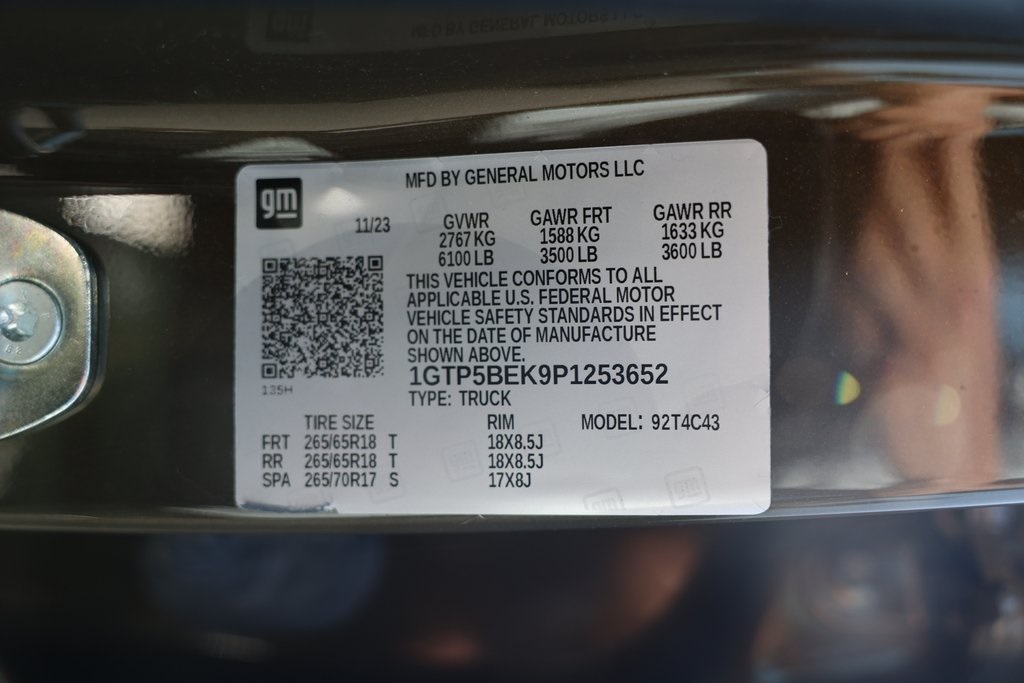 MFD BY GENERAL MOTORS LLC
gm
11/23
GVWR GAWR FRT GAWR RR
2767 KG 1588 KG 1633 KG
6100 LB 3500 LB 3600 LB
THIS VEHICLE CONFORMS TO ALL
APPLICABLE U.S. FEDERAL MOTOR
VEHICLE SAFETY STANDARDS IN EFFECT
ON THE DATE OF MANUFACTURE
SHOWN ABOVE.
135H
1GTP5BEK9P1253652
TYPE: TRUCK
TIRE SIZE RIM MODEL: 92T4C43
FRT 265/65R18 T 18X8.5J
RR 265/65R18 T 18X8.5J
SPA 265/70R17 S 17X8J